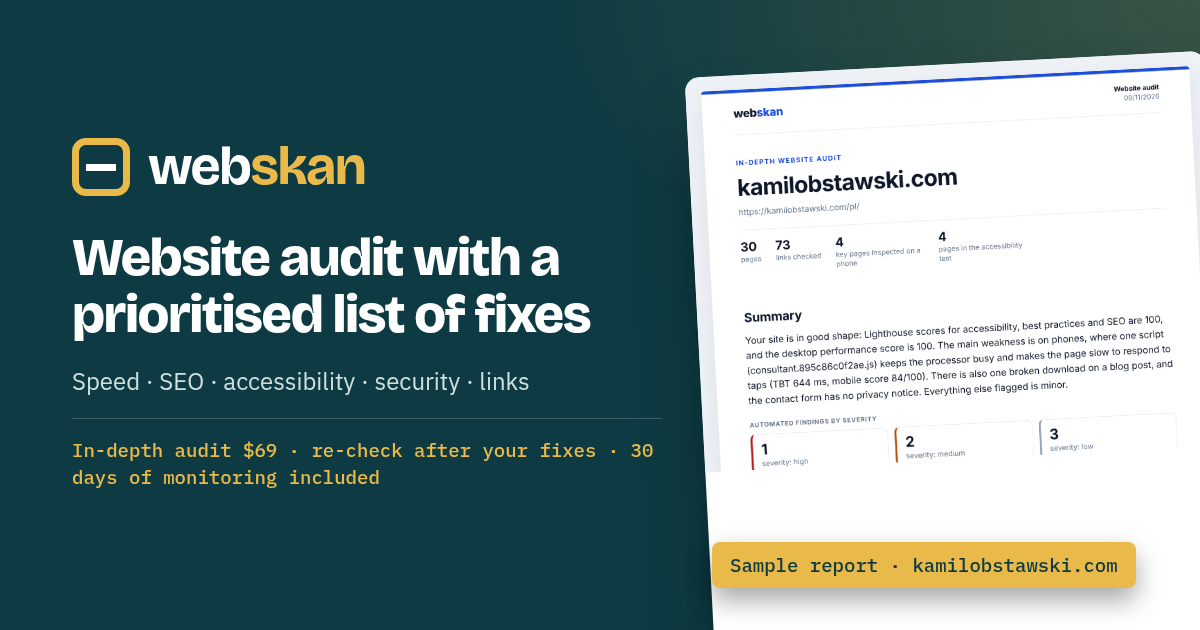 webskan
Website audit with a
prioritised list of fixes
Speed · SEO · accessibility · security · links
In-depth audit $69 · re-check after your fixes · 30
days of monitoring included
webskan
Website audit
09/11/2026
IN-DEPTH WEBSITE AUDIT
kamilobstawski.com
https://kamilobstawski.com/pl/
30
pages
73
links checked
4
key pages inspected on a
phone
4
pages in the accessibility
test
Summary
Your site is in good shape: Lighthouse scores for accessibility, best practices and SEO are 100,
and the desktop performance score is 100. The main weakness is on phones, where one script
(consultant.895c86c0f2ae.js) keeps the processor busy and makes the page slow to respond to
taps (TBT 644 ms, mobile score 84/100). There is also one broken download on a blog post, and
the contact form has no privacy notice. Everything else flagged is minor.
AUTOMATED FINDINGS BY SEVERITY
1
severity: high
2
severity: medium
3
severity: low
Sample report · kamilobstawski.com